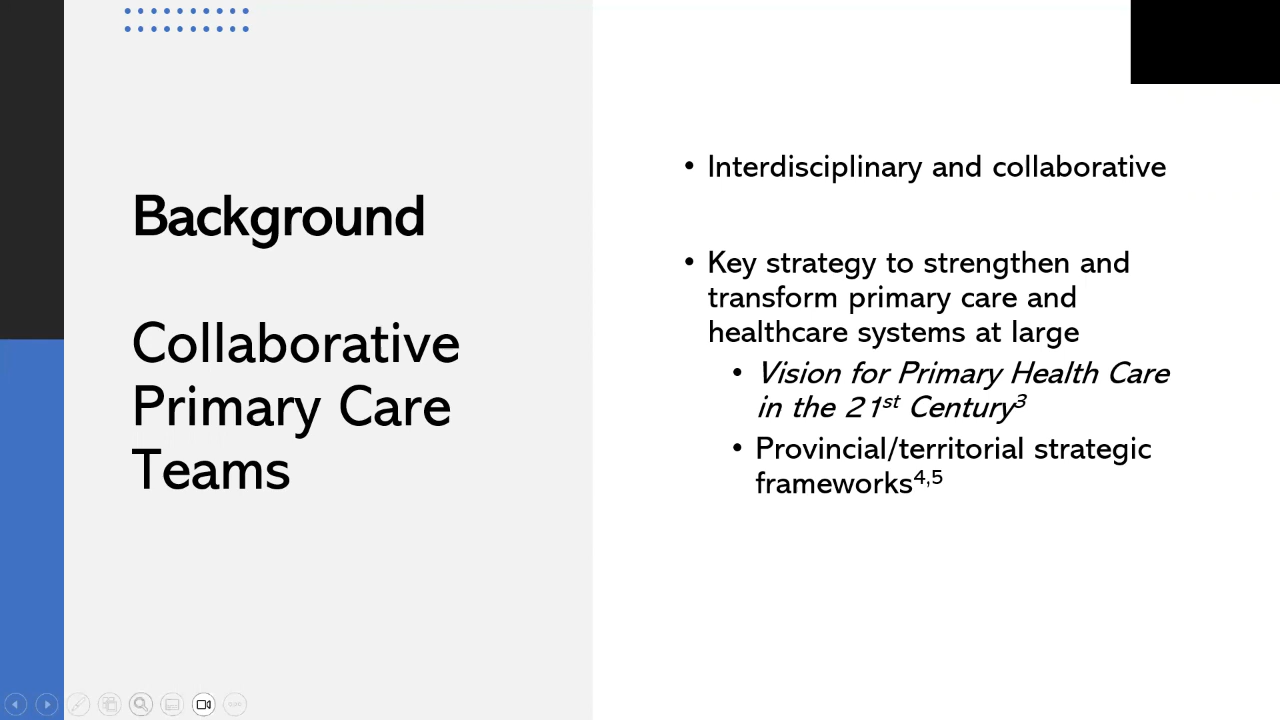 Background
Collaborative
Primary Care
Teams
• Interdisciplinary and collaborative
• Key strategy to strengthen and
transform primary care and
healthcare systems at large
• Vision for Primary Health Care
in the 21st Century3
• Provincial/territorial strategic
frameworks4,5